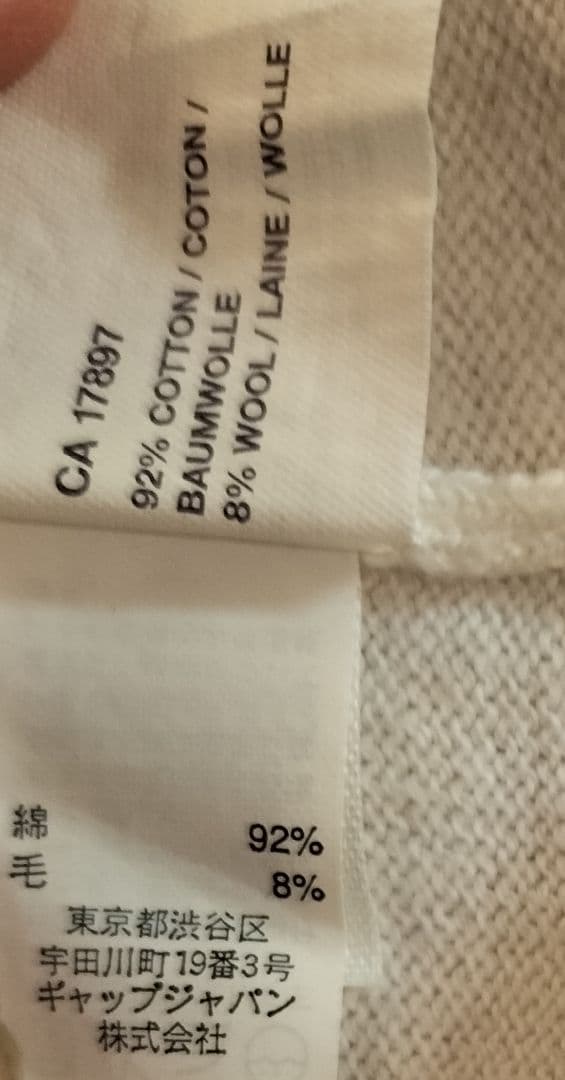 CA 17897
92% COTTON / COTON /
BAUMWOLLE
8% WOOL / LAINE / WOLLE
綿 92%
毛 8%
東京都渋谷区
宇田川町19番3号
ギャップジャパン
株式会社